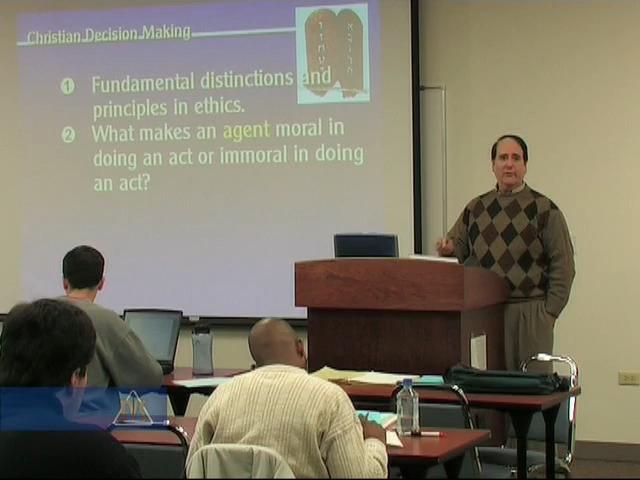 Christian Decision Making
1 Fundamental distinctions and
principles in ethics.
2 What makes an agent moral in
doing an act or immoral in doing
an act?